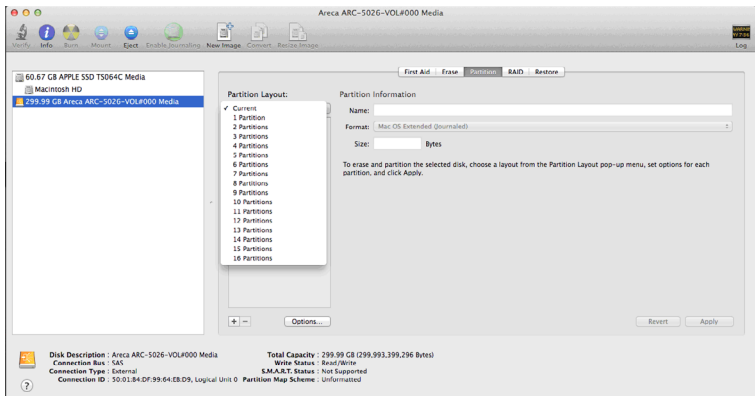 Areca ARC-5026-VOL#000 Media
Verify Info Burn Mount Eject Enable Journaling New Image Convert Resize Image Log
60.67 GB APPLE SSD TS064C Media
Macintosh HD
299.99 GB Areca ARC-5026-VOL#000 Media
First Aid Erase Partition RAID Restore
Partition Layout:
✓ Current
1 Partition
2 Partitions
3 Partitions
4 Partitions
5 Partitions
6 Partitions
7 Partitions
8 Partitions
9 Partitions
10 Partitions
11 Partitions
12 Partitions
13 Partitions
14 Partitions
15 Partitions
16 Partitions
+ −
Options...
Partition Information
Name:
Format: Mac OS Extended (Journaled)
Size: Bytes
To erase and partition the selected disk, choose a layout from the Partition Layout pop-up menu, set options for each
partition, and click Apply.
Revert Apply
Disk Description : Areca ARC-5026-VOL#000 Media
Connection Bus : SAS
Connection Type : External
Connection ID : 50:01:B4:DF:99:64:EB:D9, Logical Unit 0
Total Capacity : 299.99 GB (299,993,399,296 Bytes)
Write Status : Read/Write
S.M.A.R.T. Status : Not Supported
Partition Map Scheme : Unformatted
?